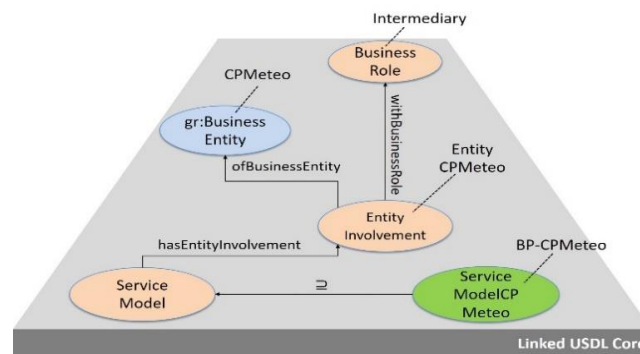 Intermediary
Business
Role
CPMeteo
gr:Business
Entity
ofBusinessEntity
withBusinessRole
Entity
CPMeteo
Entity
Involvement
hasEntityInvolvement
BP-CPMeteo
Service
Model
⊇
Service
ModelCP
Meteo
Linked USDL Core